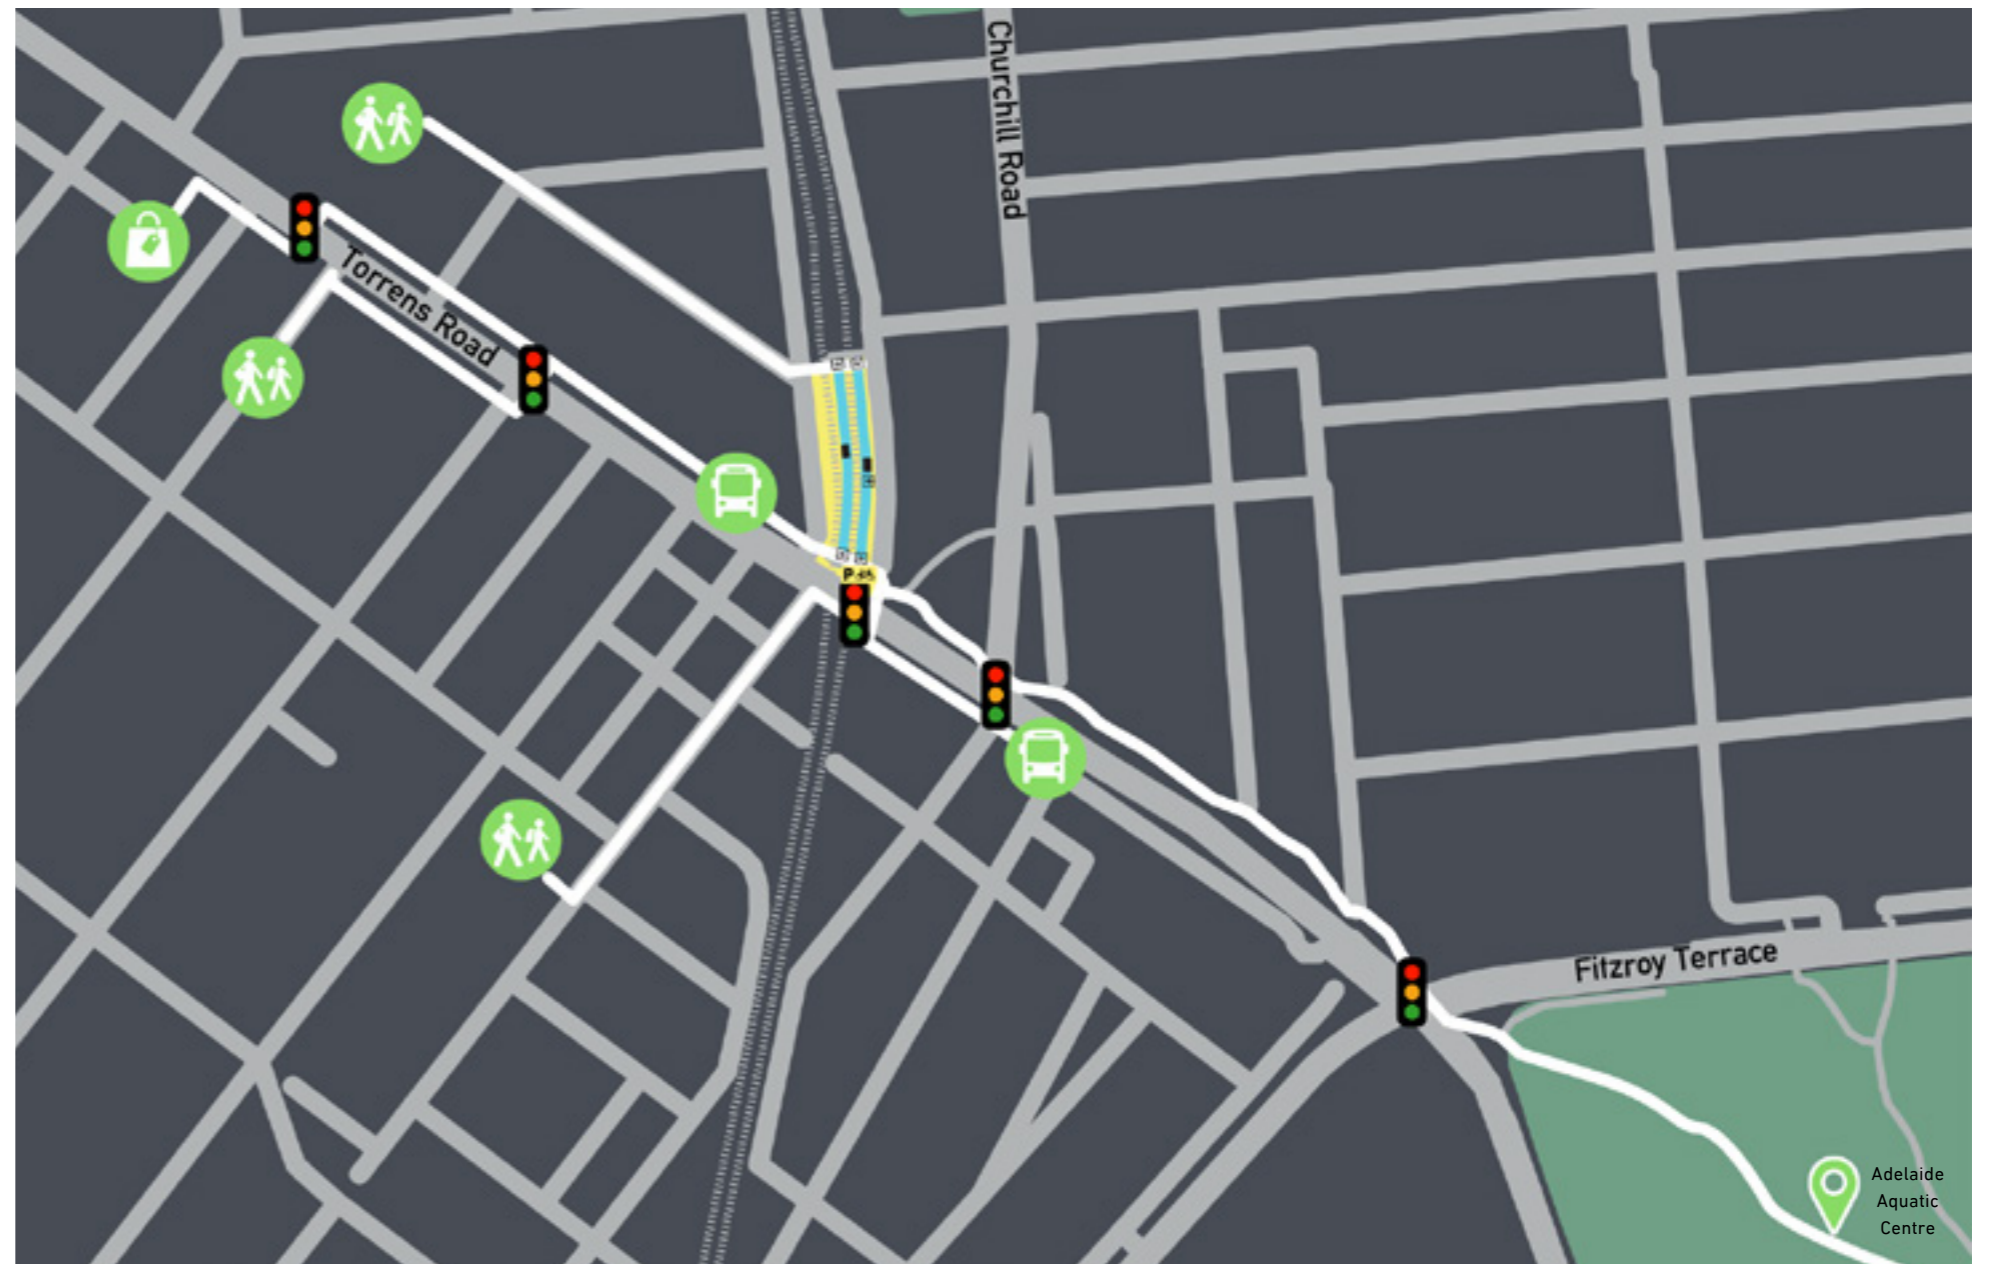 Churchill Road
Torrens Road
P
Fitzroy Terrace
Adelaide
Aquatic
Centre